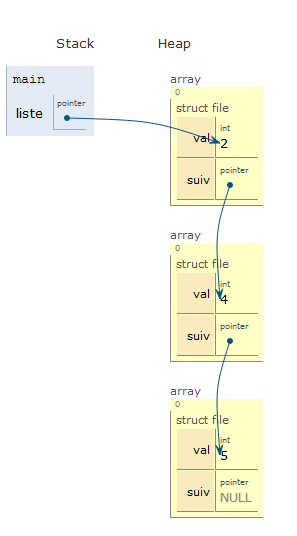 Stack Heap
main
liste pointer
array
0
struct file
val int 2
suiv pointer
array
0
struct file
val int 4
suiv pointer
array
0
struct file
val int 5
suiv pointer NULL